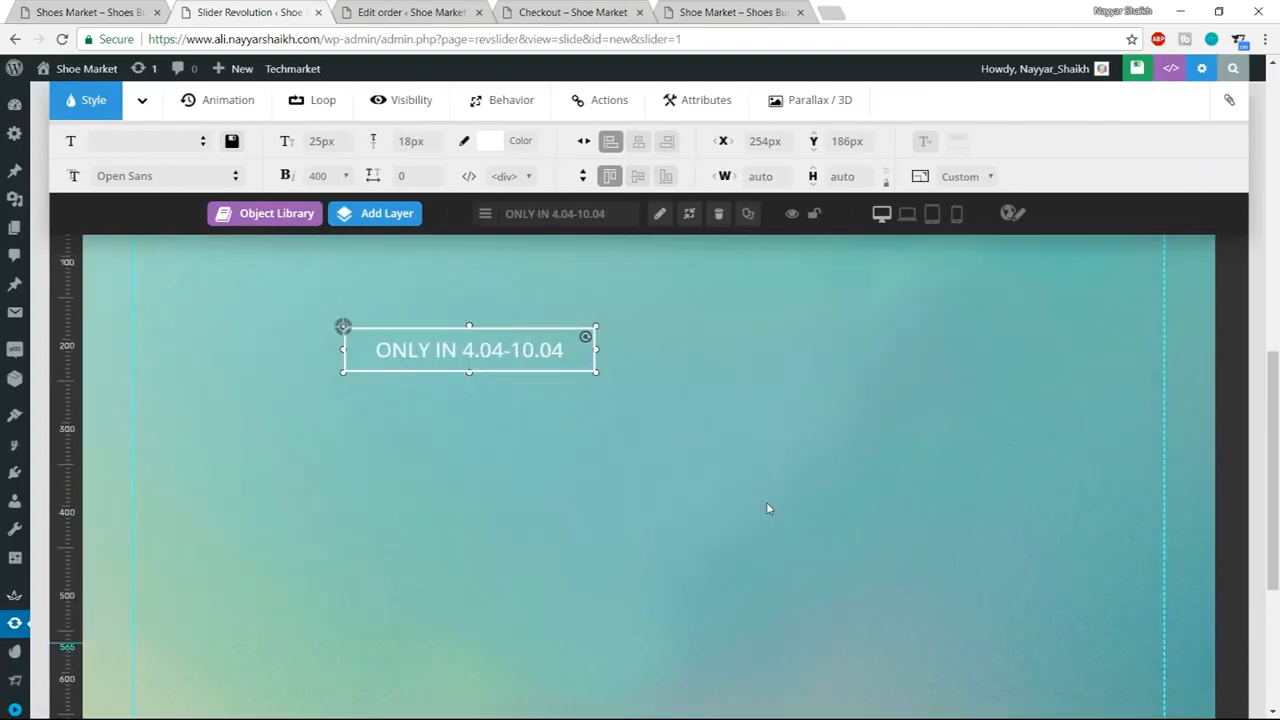 Shoes Market – Shoes Bu
Slider Revolution ‹ Shoe
Edit order ‹ Shoe Market
Checkout – Shoe Market
Shoe Market – Shoes Bu
Nayyar Shaikh
Secure
https://www.ali.nayyarshaikh.com/wp-admin/admin.php?page=revslider&view=slide&id=new&slider=1
ABP
Shoe Market
1
0
New
Techmarket
Howdy, Nayyar_Shaikh
Style
Animation
Loop
Visibility
Behavior
Actions
Attributes
Parallax / 3D
25px
18px
Color
X
254px
Y
186px
Open Sans
400
0
<div>
W
auto
H
auto
Custom
Object Library
Add Layer
ONLY IN 4.04-10.04
100
200
300
400
500
565
600
ONLY IN 4.04-10.04